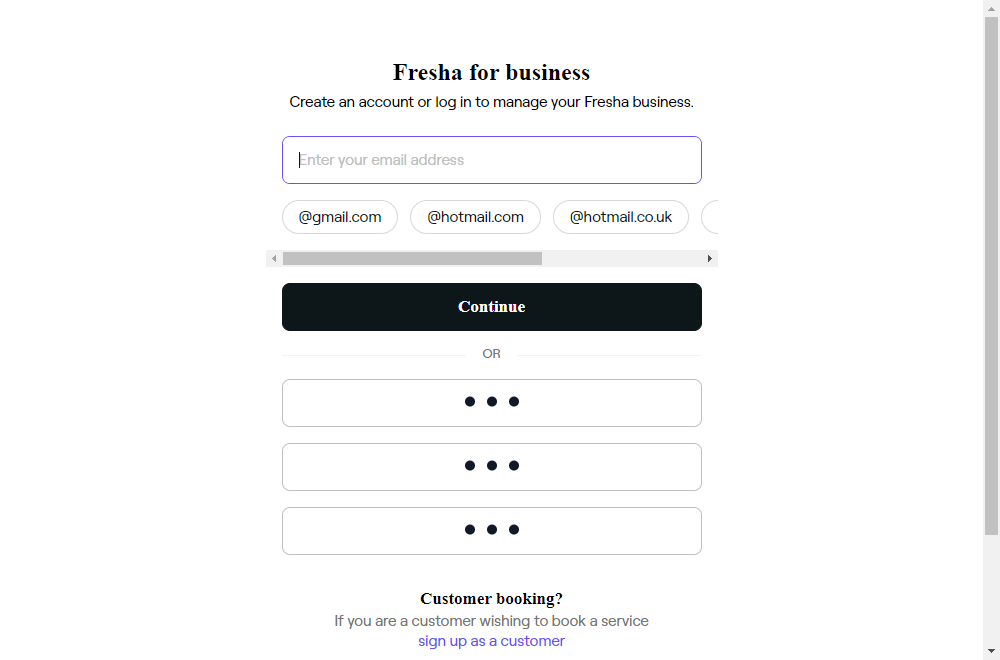 Fresha for business
Create an account or log in to manage your Fresha business.
Enter your email address
@gmail.com @hotmail.com @hotmail.co.uk
Continue
OR
Customer booking?
If you are a customer wishing to book a service
sign up as a customer